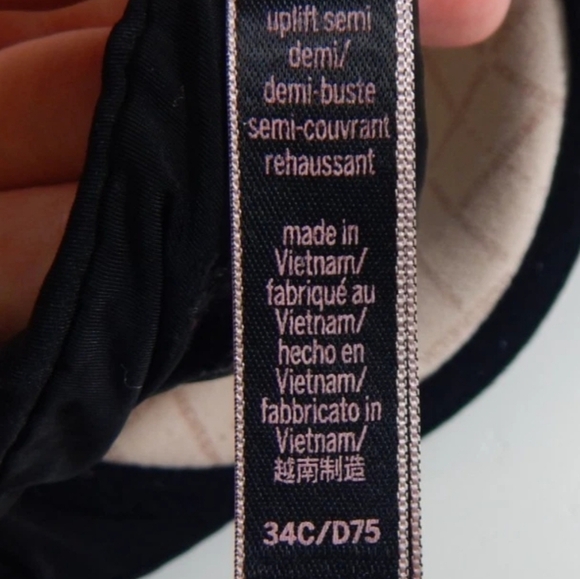 uplift semi
demi/
demi-buste
semi-couvrant
rehaussant
made in
Vietnam/
fabriqué au
Vietnam/
hecho en
Vietnam/
fabbricato in
Vietnam/
越南制造
34C/D75